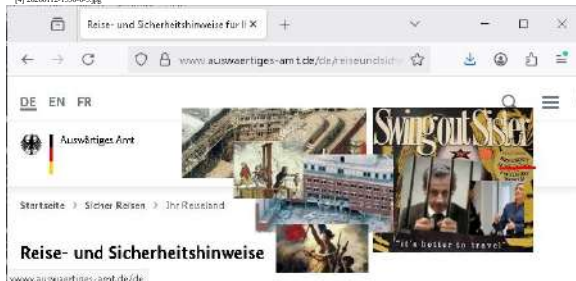 Reise- und Sicherheitshinweise für I
www.auswaertiges-amt.de/de/reiseundsich
DE EN FR
Auswärtiges Amt
Swing out Sister
Startseite > Sicher Reisen > Ihr Reiseland
"it's better to travel"
Reise- und Sicherheitshinweise
www.auswaertiges-amt.de/de